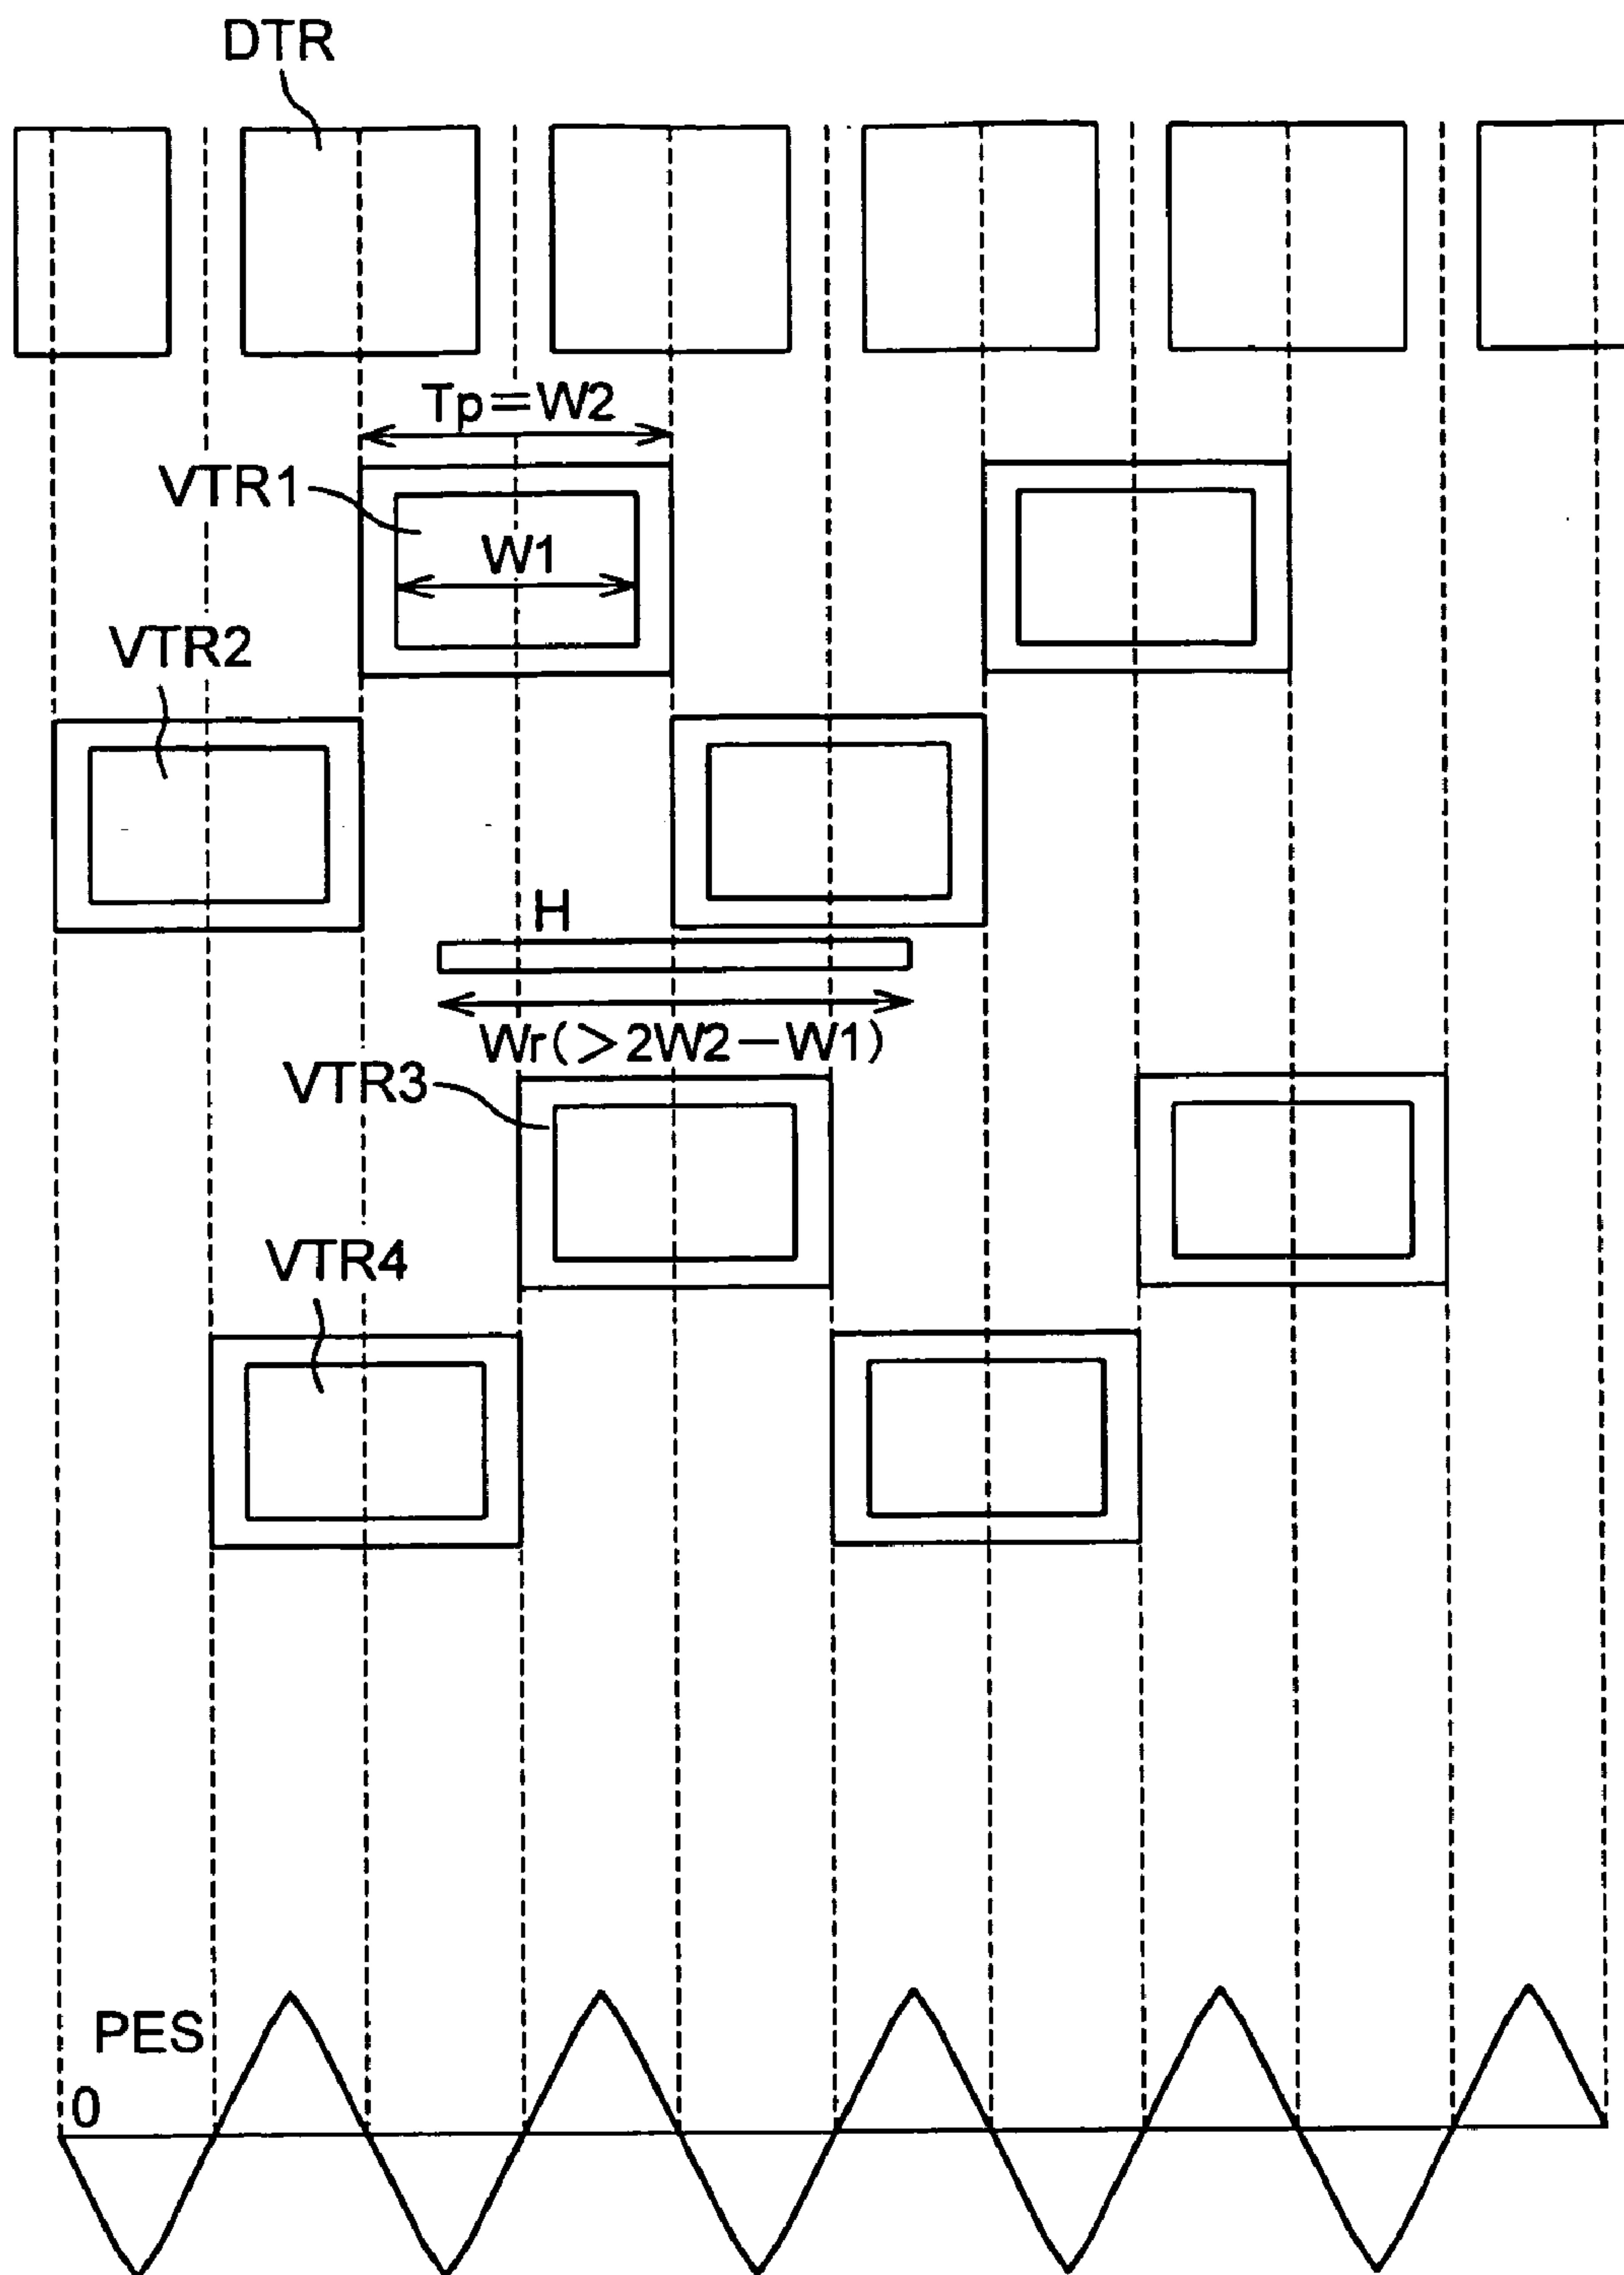 DTR
Tp=W2
VTR1
W1
VTR2
H
Wr(>2W2-W1)
VTR3
VTR4
PES
0